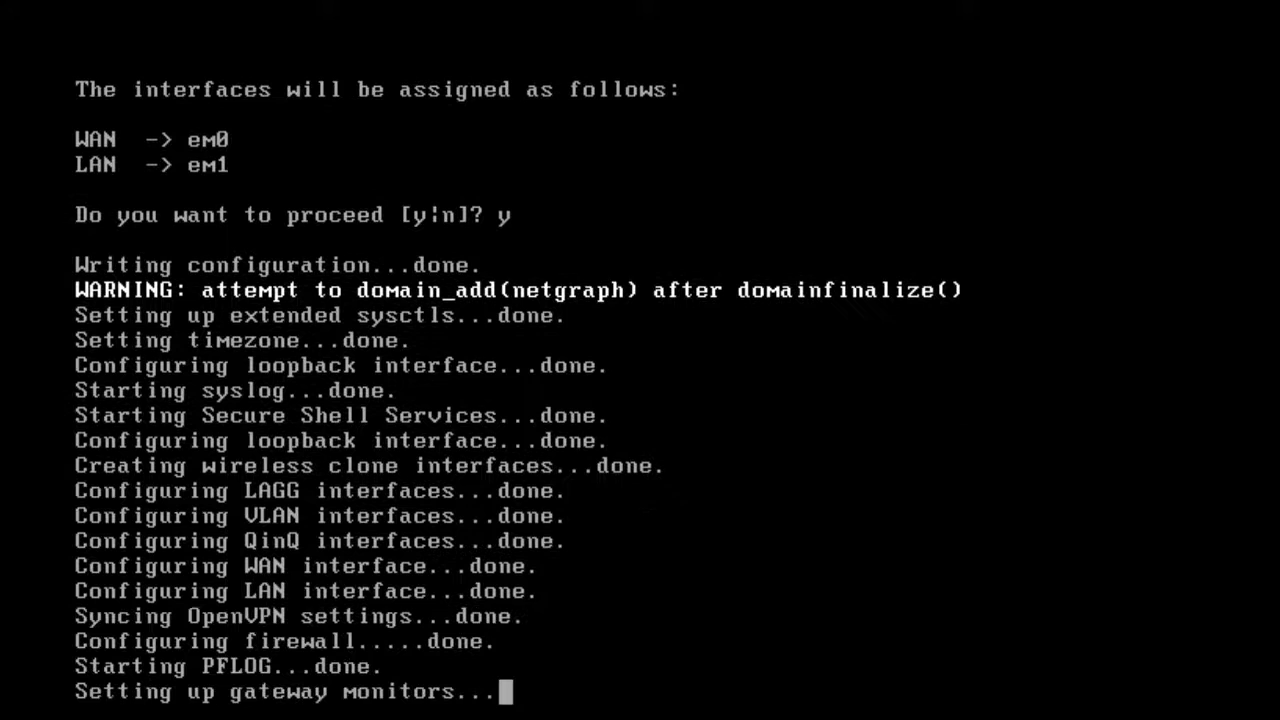 The interfaces will be assigned as follows:
WAN  -> em0
LAN  -> em1
Do you want to proceed [y¦n]? y
Writing configuration...done.
WARNING: attempt to domain_add(netgraph) after domainfinalize()
Setting up extended sysctls...done.
Setting timezone...done.
Configuring loopback interface...done.
Starting syslog...done.
Starting Secure Shell Services...done.
Configuring loopback interface...done.
Creating wireless clone interfaces...done.
Configuring LAGG interfaces...done.
Configuring VLAN interfaces...done.
Configuring QinQ interfaces...done.
Configuring WAN interface...done.
Configuring LAN interface...done.
Syncing OpenVPN settings...done.
Configuring firewall.....done.
Starting PFLOG...done.
Setting up gateway monitors...